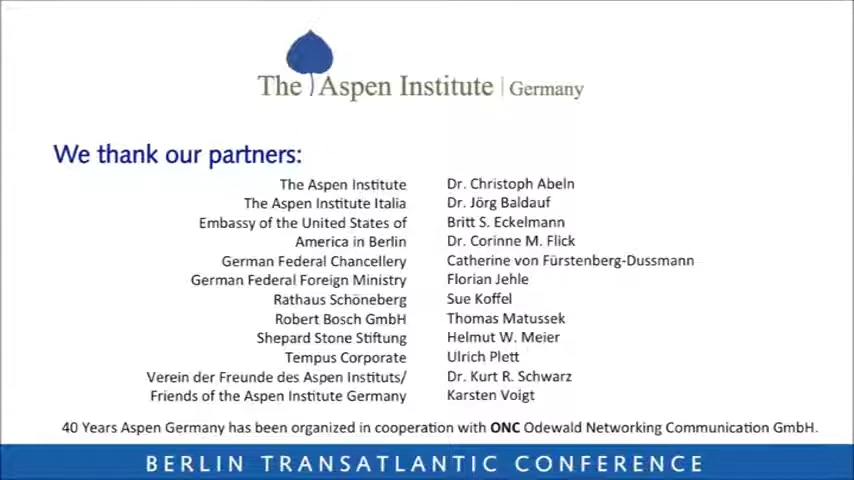 The Aspen Institute | Germany
We thank our partners:
The Aspen Institute
The Aspen Institute Italia
Embassy of the United States of
America in Berlin
German Federal Chancellery
German Federal Foreign Ministry
Rathaus Schöneberg
Robert Bosch GmbH
Shepard Stone Stiftung
Tempus Corporate
Verein der Freunde des Aspen Instituts/
Friends of the Aspen Institute Germany
Dr. Christoph Abeln
Dr. Jörg Baldauf
Britt S. Eckelmann
Dr. Corinne M. Flick
Catherine von Fürstenberg-Dussmann
Florian Jehle
Sue Koffel
Thomas Matussek
Helmut W. Meier
Ulrich Plett
Dr. Kurt R. Schwarz
Karsten Voigt
40 Years Aspen Germany has been organized in cooperation with ONC Odewald Networking Communication GmbH.
BERLIN TRANSATLANTIC CONFERENCE